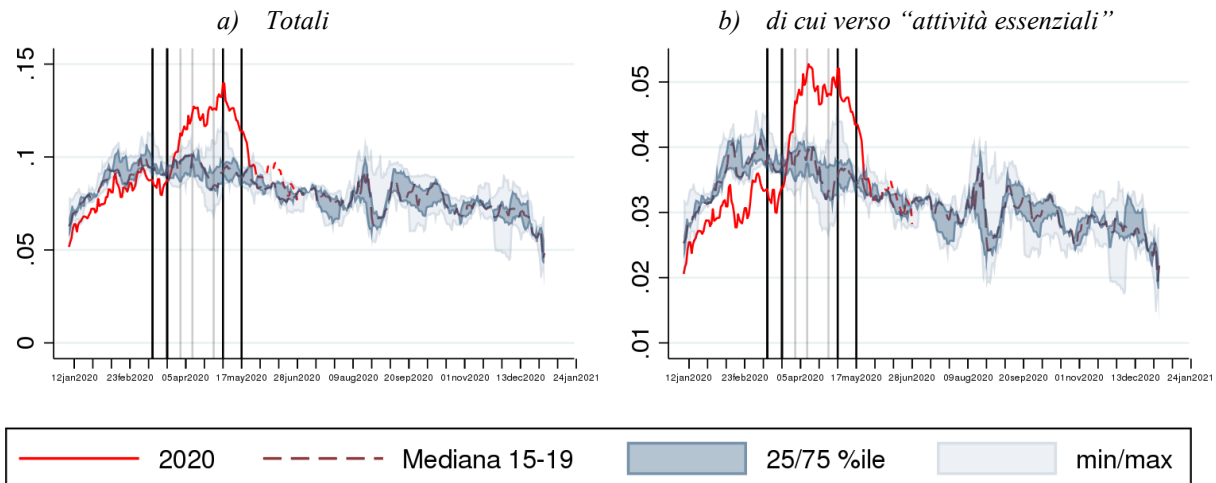 a) Totali
b) di cui verso “attività essenziali”
.15
.1
.05
0
12jan2020 23feb2020 05apr2020 17may2020 28jun2020 09aug2020 20sep2020 01nov2020 13dec2020 24jan2021
.05
.04
.03
.02
.01
12jan2020 23feb2020 05apr2020 17may2020 28jun2020 09aug2020 20sep2020 01nov2020 13dec2020 24jan2021
2020 Mediana 15-19 25/75 %ile min/max